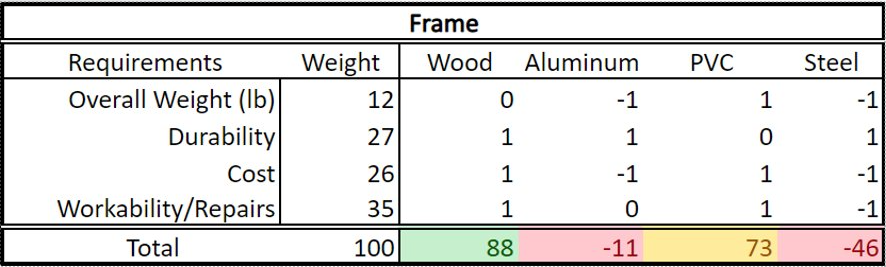 Frame
Requirements Weight Wood Aluminum PVC Steel
Overall Weight (lb) 12 0 -1 1 -1
Durability 27 1 1 0 1
Cost 26 1 -1 1 -1
Workability/Repairs 35 1 0 1 -1
Total 100 88 -11 73 -46